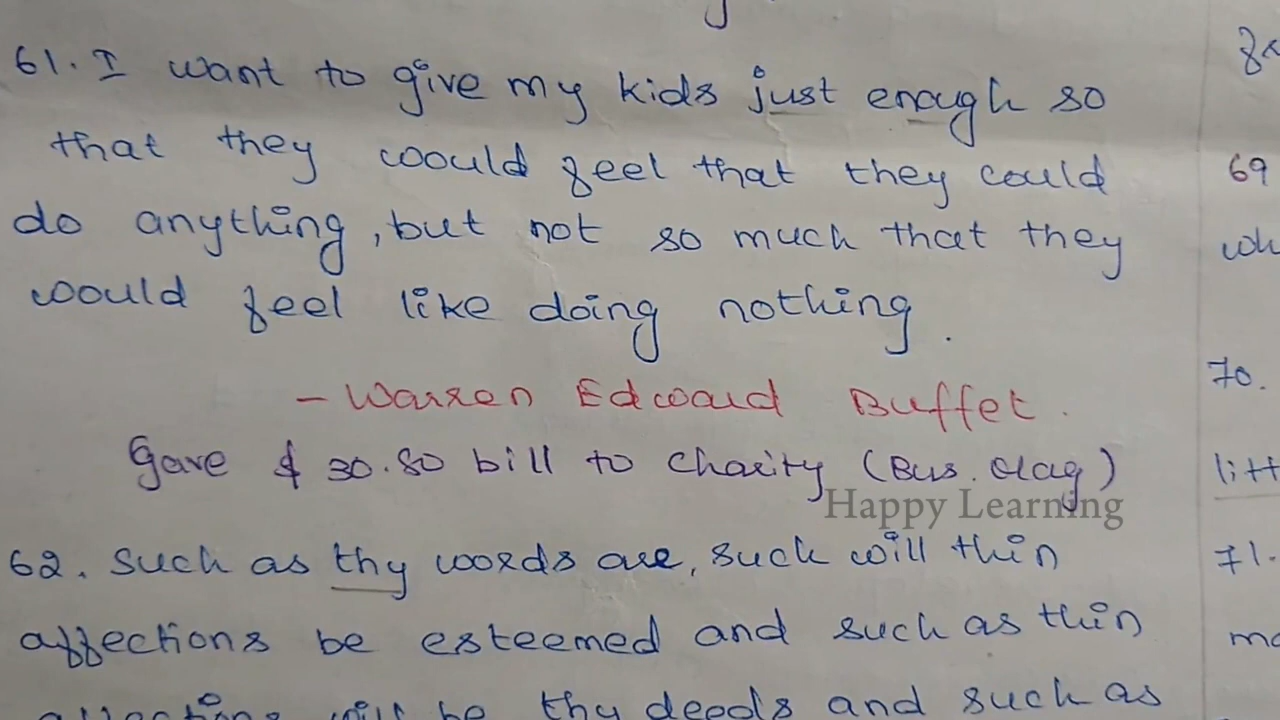 61. I want to give my kids just enough so
that they would feel that they could
do anything, but not so much that they
would feel like doing nothing.
- Warren Edward Buffet.
Gave $ 30.80 bill to charity (Bus. Mag)
Happy Learning
62. Such as thy words are, such will thin
affections be esteemed and such as thin
will be thy deeds and such as
69
70.
71.